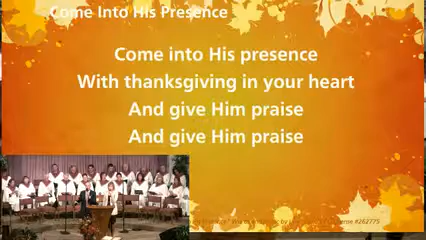 Come Into His Presence
Come into His presence
With thanksgiving in your heart
And give Him praise
And give Him praise
#262775